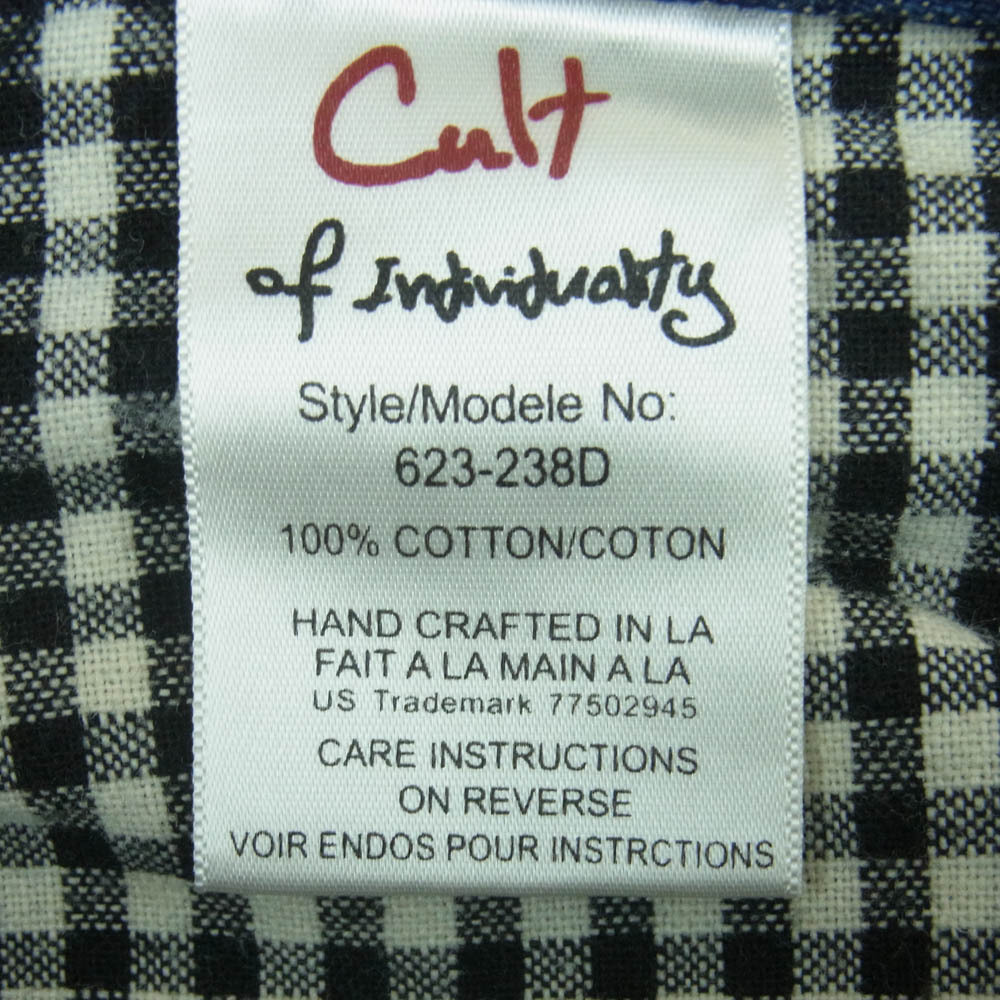 Cult
of Individuality
Style/Modele No:
623-238D
100% COTTON/COTON
HAND CRAFTED IN LA
FAIT A LA MAIN A LA
US Trademark 77502945
CARE INSTRUCTIONS
ON REVERSE
VOIR ENDOS POUR INSTRCTIONS